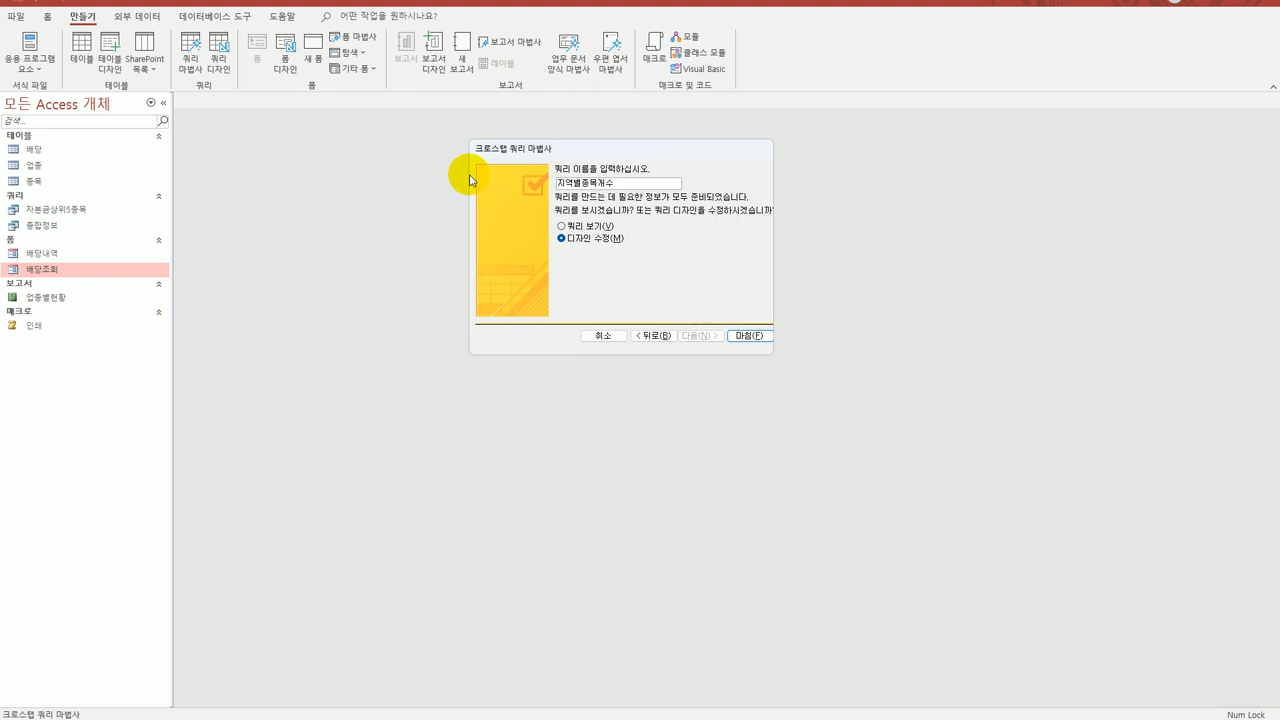 파일 홈 만들기 외부 데이터 데이터베이스 도구 도움말 어떤 작업을 원하시나요?
응용 프로그램 요소
테이블
테이블 디자인
SharePoint 목록
쿼리 마법사
쿼리 디자인
폼
폼 디자인
새 폼
폼 마법사
탐색
기타 폼
보고서
보고서 디자인
새 보고서
보고서 마법사
레이블
업무 문서 양식 마법사
우편 엽서 마법사
매크로
모듈
클래스 모듈
Visual Basic
서식 파일 테이블 쿼리 폼 보고서 매크로 및 코드
모든 Access 개체
검색...
테이블
배당
업종
종목
쿼리
자본금상위5종목
종합정보
폼
배당내역
배당조회
보고서
업종별현황
매크로
인쇄
크로스탭 쿼리 마법사
쿼리 이름을 입력하십시오.
지역별종목개수
쿼리를 만드는 데 필요한 정보가 모두 준비되었습니다.
쿼리를 보시겠습니까? 또는 쿼리 디자인을 수정하시겠습니까
쿼리 보기(V)
디자인 수정(M)
취소 < 뒤로(B) 다음(N) > 마침(F)
크로스탭 쿼리 마법사
Num Lock